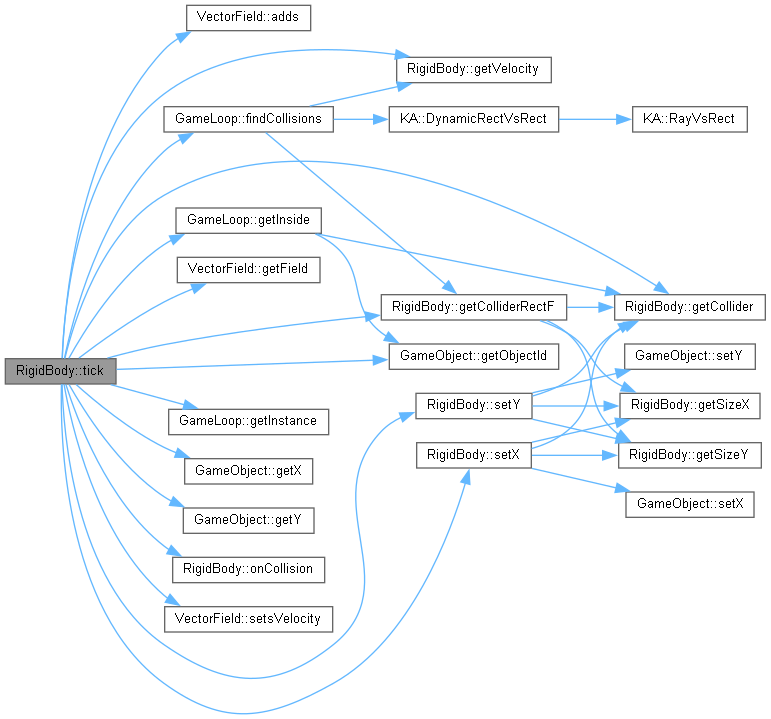 VectorField::adds
RigidBody::getVelocity
GameLoop::findCollisions
KA::DynamicRectVsRect
KA::RayVsRect
GameLoop::getInside
VectorField::getField
RigidBody::getColliderRectF
RigidBody::getCollider
GameObject::getObjectId
GameObject::setY
RigidBody::tick
RigidBody::setY
RigidBody::getSizeX
GameLoop::getInstance
RigidBody::setX
RigidBody::getSizeY
GameObject::getX
GameObject::setX
GameObject::getY
RigidBody::onCollision
VectorField::setsVelocity